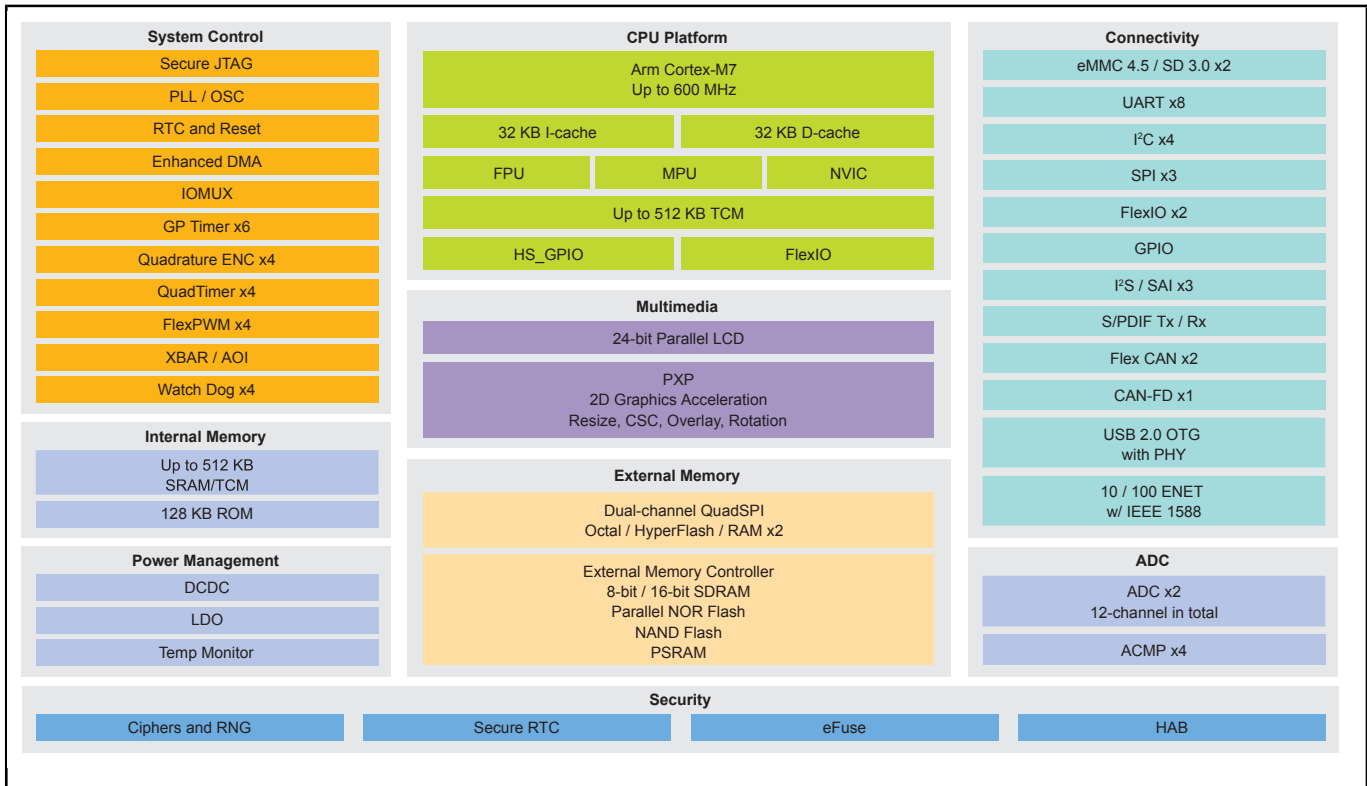 System Control
Secure JTAG
PLL / OSC
RTC and Reset
Enhanced DMA
IOMUX
GP Timer x6
Quadrature ENC x4
QuadTimer x4
FlexPWM x4
XBAR / AOI
Watch Dog x4
Internal Memory
Up to 512 KB
SRAM/TCM
128 KB ROM
Power Management
DCDC
LDO
Temp Monitor
CPU Platform
Arm Cortex-M7
Up to 600 MHz
32 KB I-cache
32 KB D-cache
FPU
MPU
NVIC
Up to 512 KB TCM
HS_GPIO
FlexIO
Multimedia
24-bit Parallel LCD
PXP
2D Graphics Acceleration
Resize, CSC, Overlay, Rotation
External Memory
Dual-channel QuadSPI
Octal / HyperFlash / RAM x2
External Memory Controller
8-bit / 16-bit SDRAM
Parallel NOR Flash
NAND Flash
PSRAM
Connectivity
eMMC 4.5 / SD 3.0 x2
UART x8
I²C x4
SPI x3
FlexIO x2
GPIO
I²S / SAI x3
S/PDIF Tx / Rx
Flex CAN x2
CAN-FD x1
USB 2.0 OTG
with PHY
10 / 100 ENET
w/ IEEE 1588
ADC
ADC x2
12-channel in total
ACMP x4
Security
Ciphers and RNG
Secure RTC
eFuse
HAB